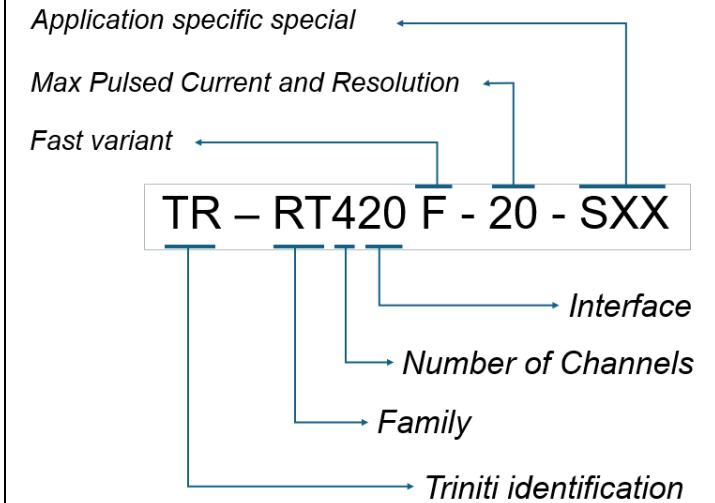 Application specific special
Max Pulsed Current and Resolution
Fast variant
TR – RT420 F - 20 - SXX
Interface
Number of Channels
Family
Triniti identification